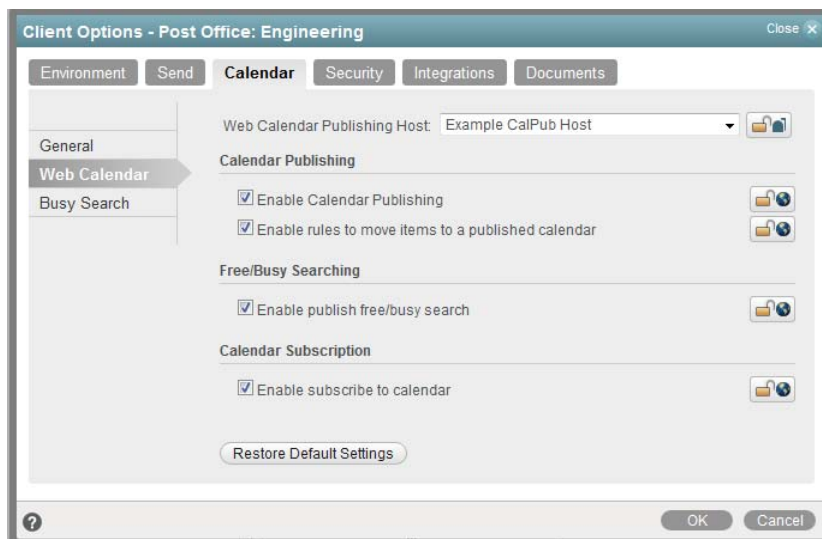 Client Options - Post Office: Engineering
Close
Environment Send Calendar Security Integrations Documents
Web Calendar Publishing Host: Example CalPub Host
General
Calendar Publishing
Web Calendar
Enable Calendar Publishing
Busy Search
Enable rules to move items to a published calendar
Free/Busy Searching
Enable publish free/busy search
Calendar Subscription
Enable subscribe to calendar
Restore Default Settings
? OK Cancel